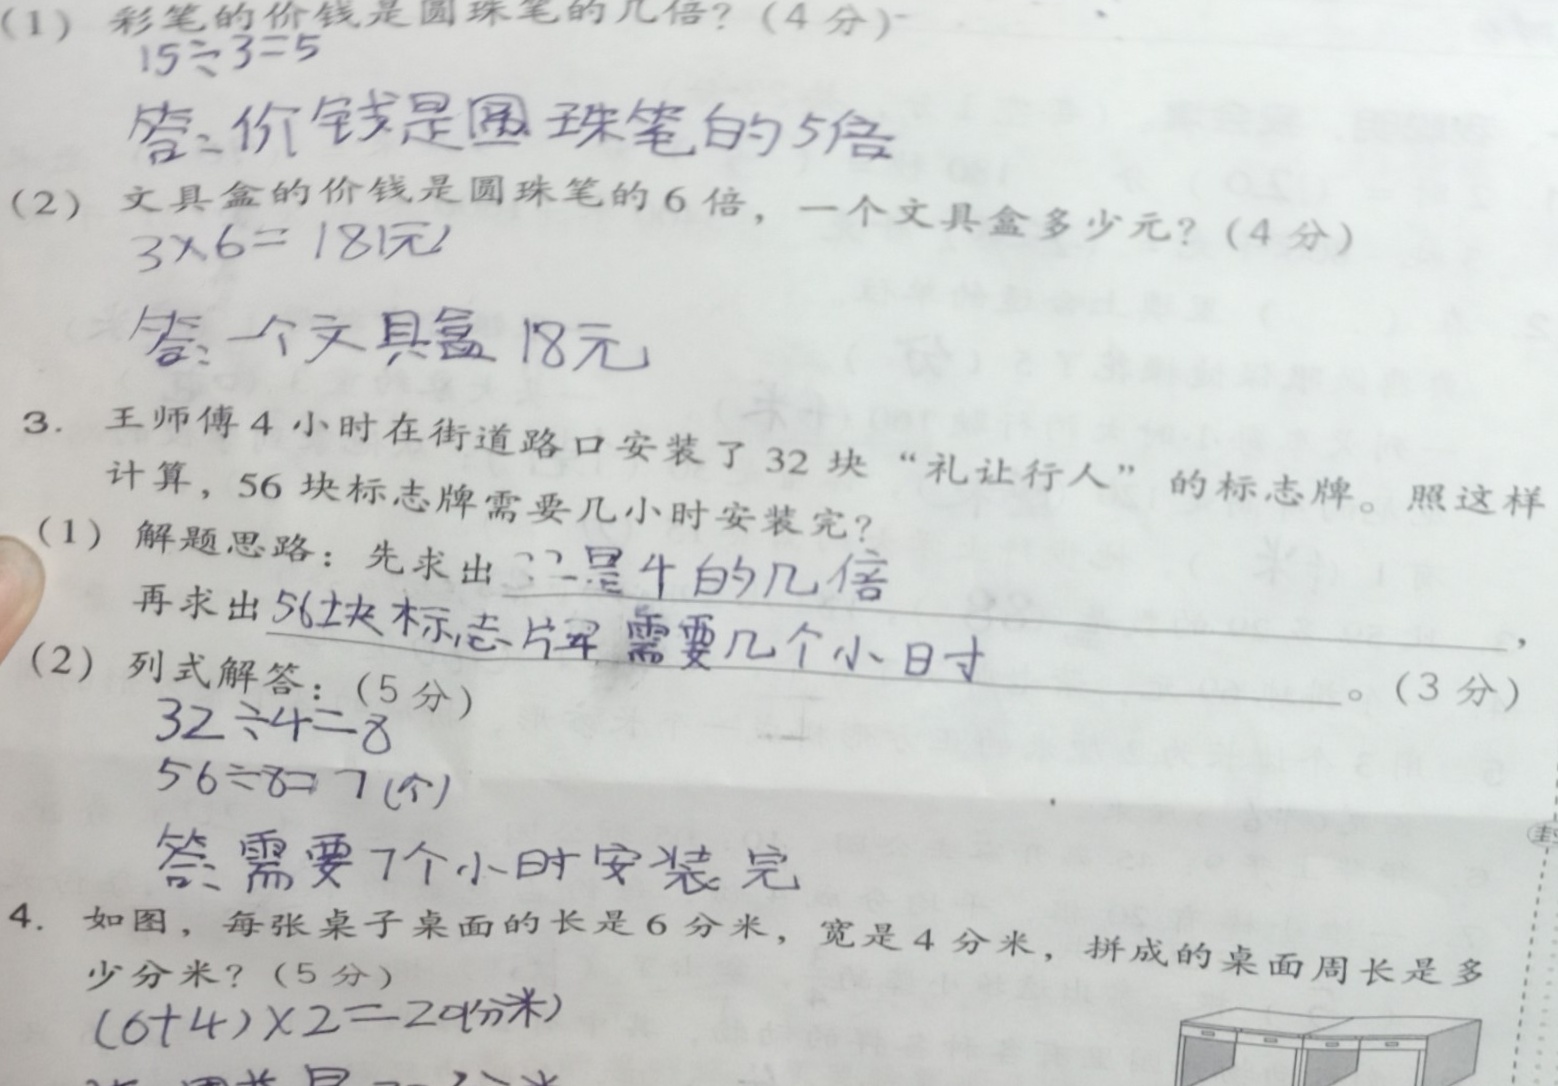 (1) 彩笔的价钱是圆珠笔的几倍?(4分)
15÷3=5
答:价钱是圆珠笔的5倍
(2) 文具盒的价钱是圆珠笔的6倍，一个文具盒多少元?(4分)
3×6=18(元)
答:一个文具盒18元
3. 王师傅4小时在街道路口安装了32块“礼让行人”的标志牌。照这样
计算，56块标志牌需要几小时安装完?
(1) 解题思路：先求出32是4的几倍，
再求出56块标志牌需要几个小时。(3分)
(2) 列式解答：(5分)
32÷4=8
56÷8=7(个)
答:需要7个小时安装完
4. 如图，每张桌子桌面的长是6分米，宽是4分米，拼成的桌面周长是多
少分米?(5分)
(6+4)×2=20(分米)